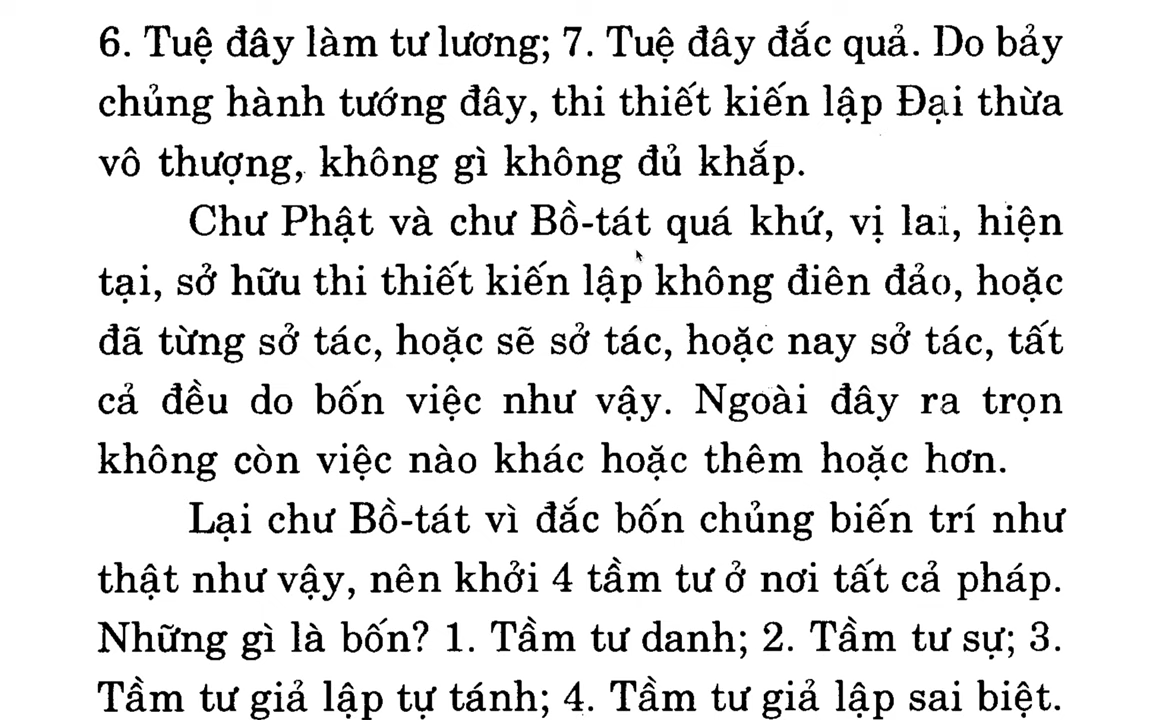 6. Tuệ đây làm tư lương; 7. Tuệ đây đắc quả. Do bảy
chủng hành tướng đây, thi thiết kiến lập Đại thừa
vô thượng, không gì không đủ khắp.
Chư Phật và chư Bồ-tát quá khứ, vị lai, hiện
tại, sở hữu thi thiết kiến lập không điên đảo, hoặc
đã từng sở tác, hoặc sẽ sở tác, hoặc nay sở tác, tất
cả đều do bốn việc như vậy. Ngoài đây ra trọn
không còn việc nào khác hoặc thêm hoặc hơn.
Lại chư Bồ-tát vì đắc bốn chủng biến trí như
thật như vậy, nên khởi 4 tầm tư ở nơi tất cả pháp.
Những gì là bốn? 1. Tầm tư danh; 2. Tầm tư sự; 3.
Tầm tư giả lập tự tánh; 4. Tầm tư giả lập sai biệt.